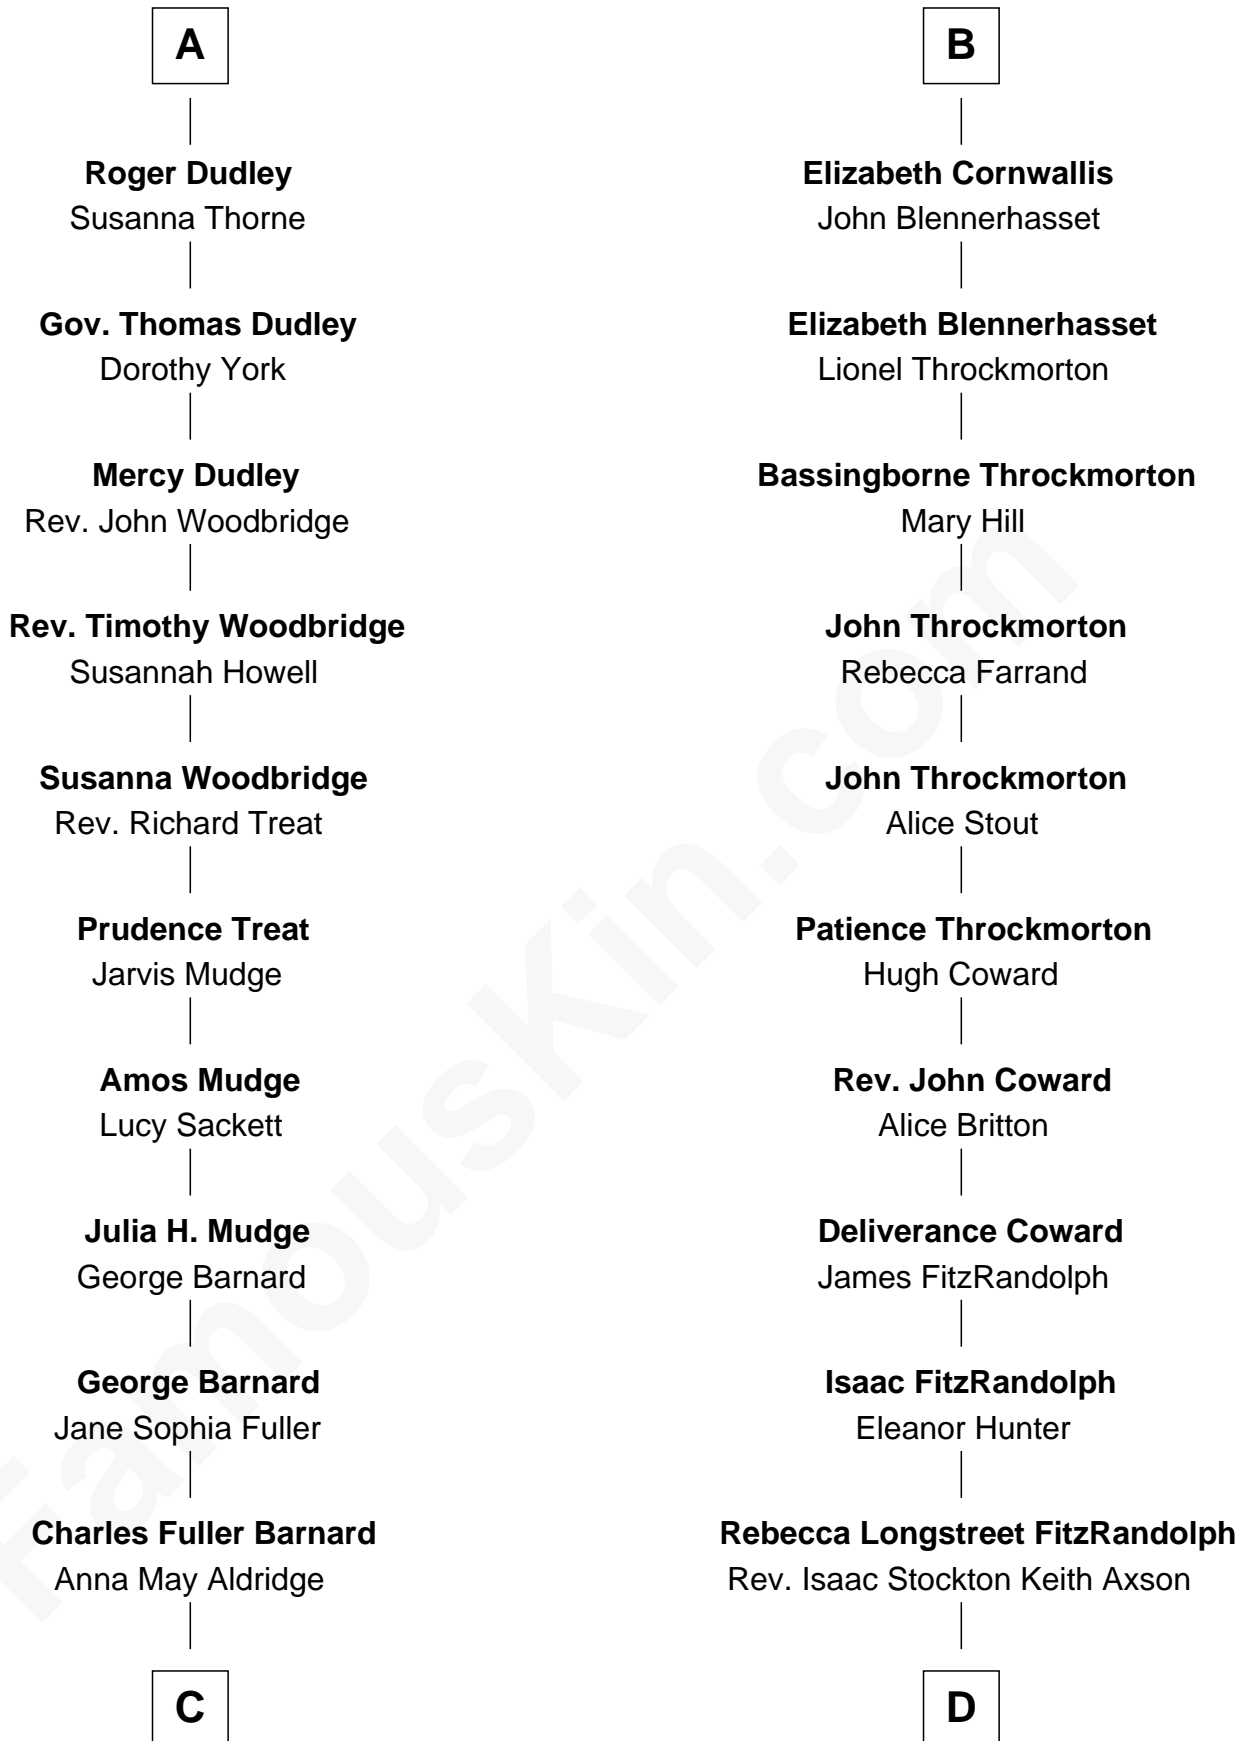 A
Roger Dudley
Susanna Thorne
Gov. Thomas Dudley
Dorothy York
Mercy Dudley
Rev. John Woodbridge
Rev. Timothy Woodbridge
Susannah Howell
Susanna Woodbridge
Rev. Richard Treat
Prudence Treat
Jarvis Mudge
Amos Mudge
Lucy Sackett
Julia H. Mudge
George Barnard
George Barnard
Jane Sophia Fuller
Charles Fuller Barnard
Anna May Aldridge
C
B
Elizabeth Cornwallis
John Blennerhasset
Elizabeth Blennerhasset
Lionel Throckmorton
Bassingborne Throckmorton
Mary Hill
John Throckmorton
Rebecca Farrand
John Throckmorton
Alice Stout
Patience Throckmorton
Hugh Coward
Rev. John Coward
Alice Britton
Deliverance Coward
James FitzRandolph
Isaac FitzRandolph
Eleanor Hunter
Rebecca Longstreet FitzRandolph
Rev. Isaac Stockton Keith Axson
D
FamousKin.com